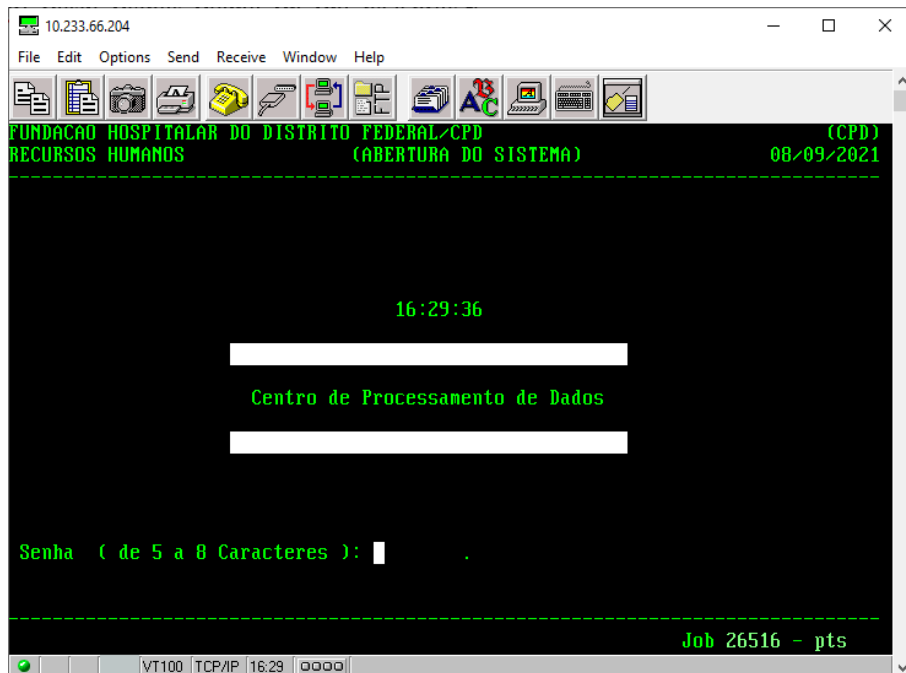 10.233.66.204
File Edit Options Send Receive Window Help
FUNDACAO HOSPITALAR DO DISTRITO FEDERAL/CPD (CPD)
RECURSOS HUMANOS (ABERTURA DO SISTEMA) 08/09/2021
16:29:36
Centro de Processamento de Dados
Senha ( de 5 a 8 Caracteres ): .
Job 26516 - pts
VT100 TCP/IP 16:29